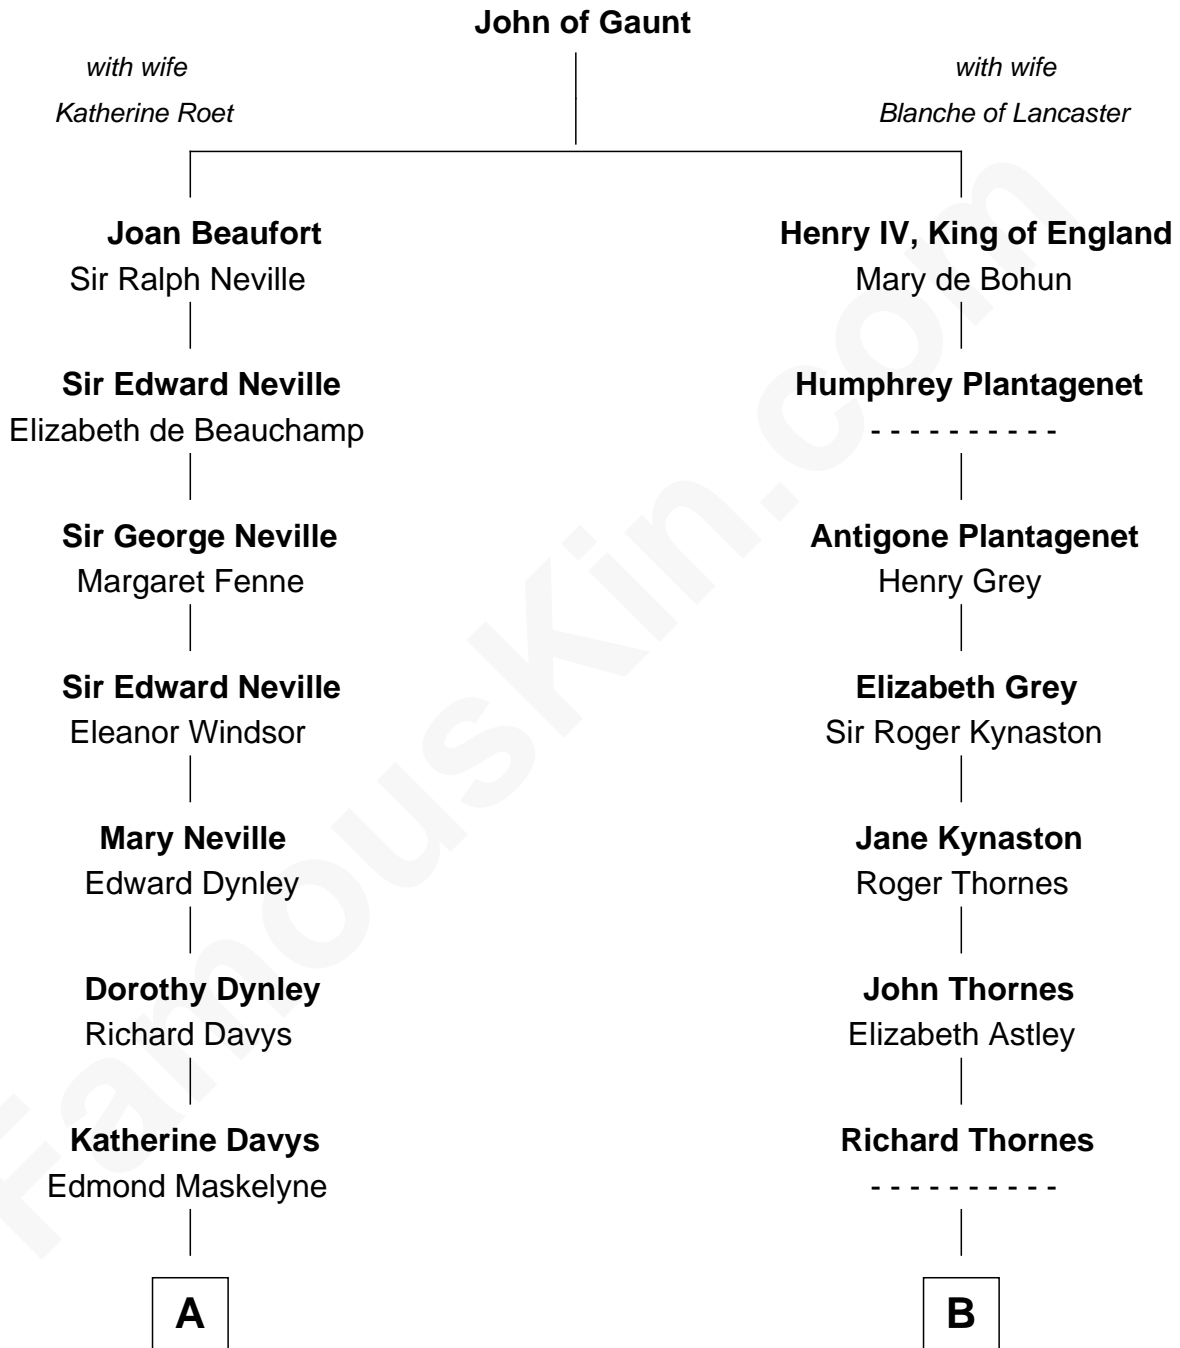 John of Gaunt
with wife
Katherine Roet
with wife
Blanche of Lancaster
Joan Beaufort
Sir Ralph Neville
Henry IV, King of England
Mary de Bohun
Sir Edward Neville
Elizabeth de Beauchamp
Humphrey Plantagenet
- - - - - - - - - -
Sir George Neville
Margaret Fenne
Antigone Plantagenet
Henry Grey
Sir Edward Neville
Eleanor Windsor
Elizabeth Grey
Sir Roger Kynaston
Mary Neville
Edward Dynley
Jane Kynaston
Roger Thornes
Dorothy Dynley
Richard Davys
John Thornes
Elizabeth Astley
Katherine Davys
Edmond Maskelyne
Richard Thornes
- - - - - - - - - -
A
B
FamousKin.com